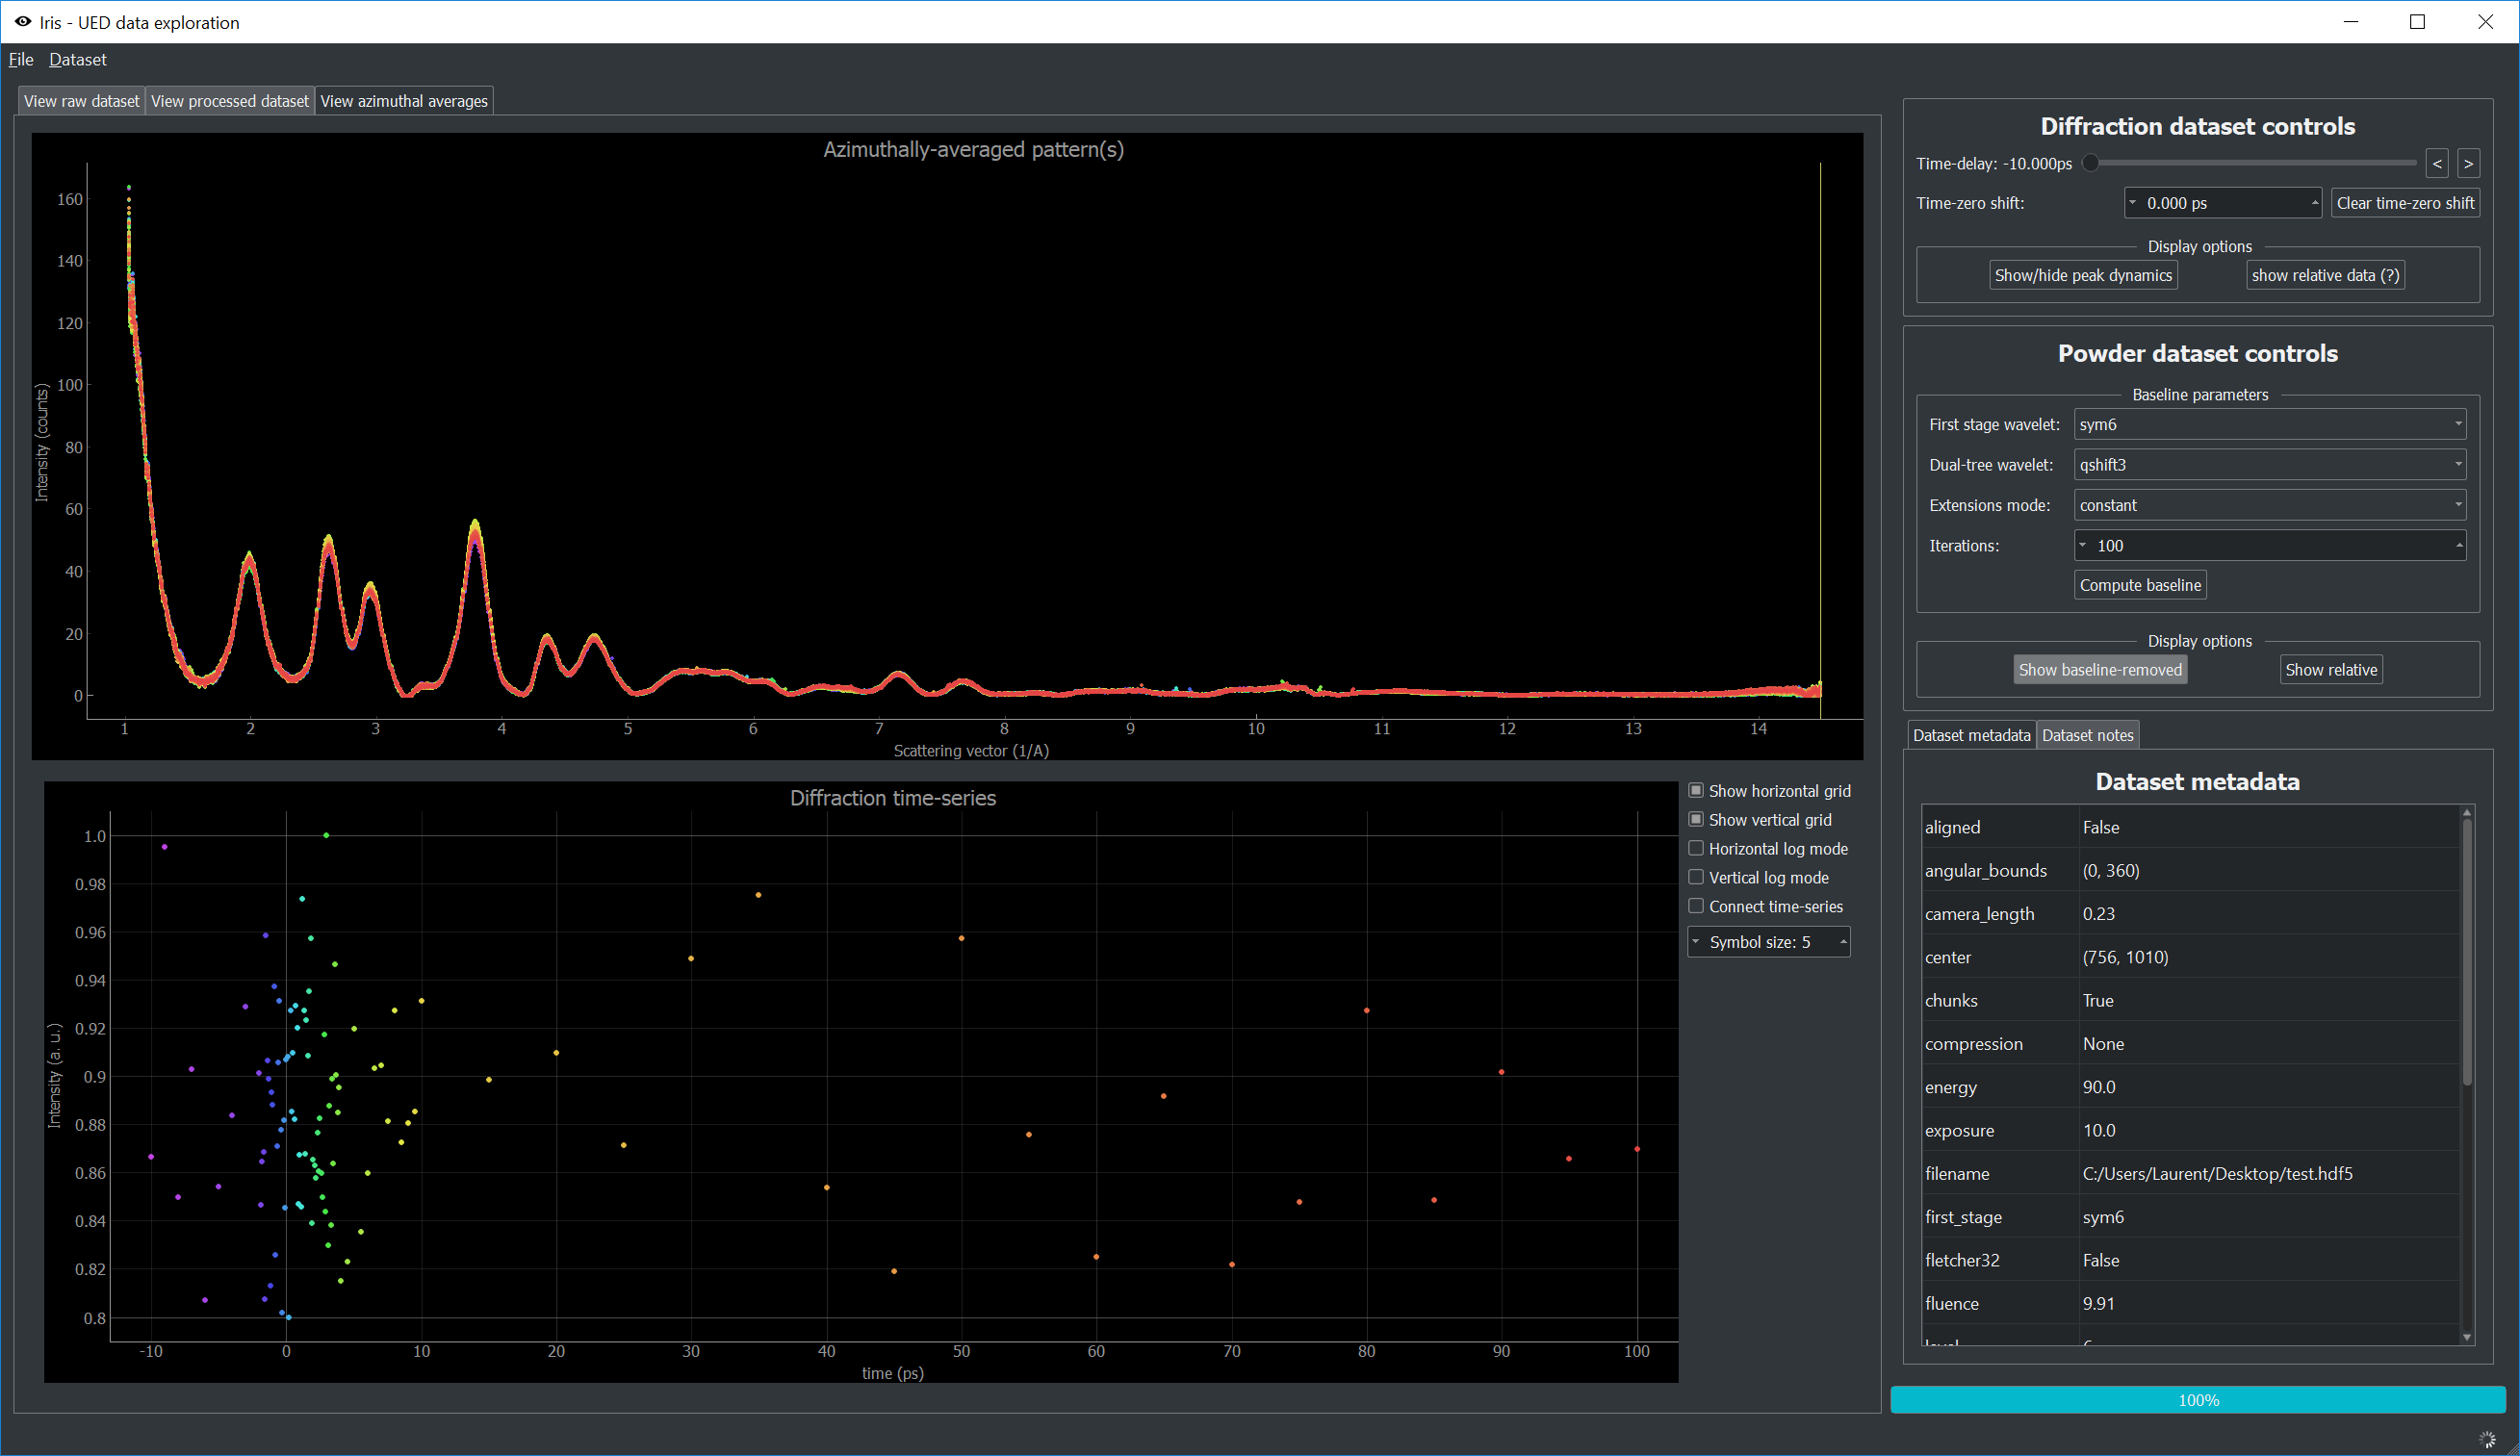 Iris - UED data exploration
File Dataset
View raw dataset View processed dataset View azimuthal averages
Azimuthally-averaged pattern(s)
160
140
120
100
80
60
40
20
0
Intensity (counts)
1 2 3 4 5 6 7 8 9 10 11 12 13 14
Scattering vector (1/A)
Diffraction time-series
1.0
0.98
0.96
0.94
0.92
0.9
0.88
0.86
0.84
0.82
0.8
Intensity (a. u.)
-10 0 10 20 30 40 50 60 70 80 90 100
time (ps)
Show horizontal grid
Show vertical grid
Horizontal log mode
Vertical log mode
Connect time-series
Symbol size: 5
Diffraction dataset controls
Time-delay: -10.000ps < >
Time-zero shift: 0.000 ps Clear time-zero shift
Display options
Show/hide peak dynamics show relative data (?)
Powder dataset controls
Baseline parameters
First stage wavelet: sym6
Dual-tree wavelet: qshift3
Extensions mode: constant
Iterations: 100
Compute baseline
Display options
Show baseline-removed Show relative
Dataset metadata Dataset notes
Dataset metadata
aligned False
angular_bounds (0, 360)
camera_length 0.23
center (756, 1010)
chunks True
compression None
energy 90.0
exposure 10.0
filename C:/Users/Laurent/Desktop/test.hdf5
first_stage sym6
fletcher32 False
fluence 9.91
100%